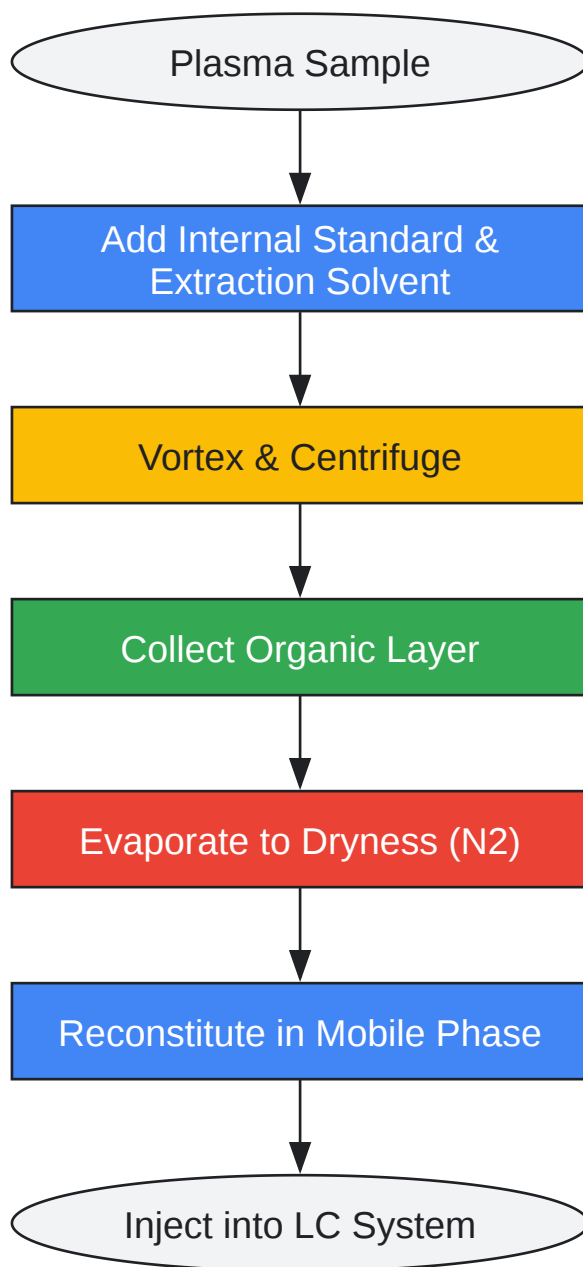 Plasma Sample
Add Internal Standard &
Extraction Solvent
Vortex & Centrifuge
Collect Organic Layer
Evaporate to Dryness (N2)
Reconstitute in Mobile Phase
Inject into LC System